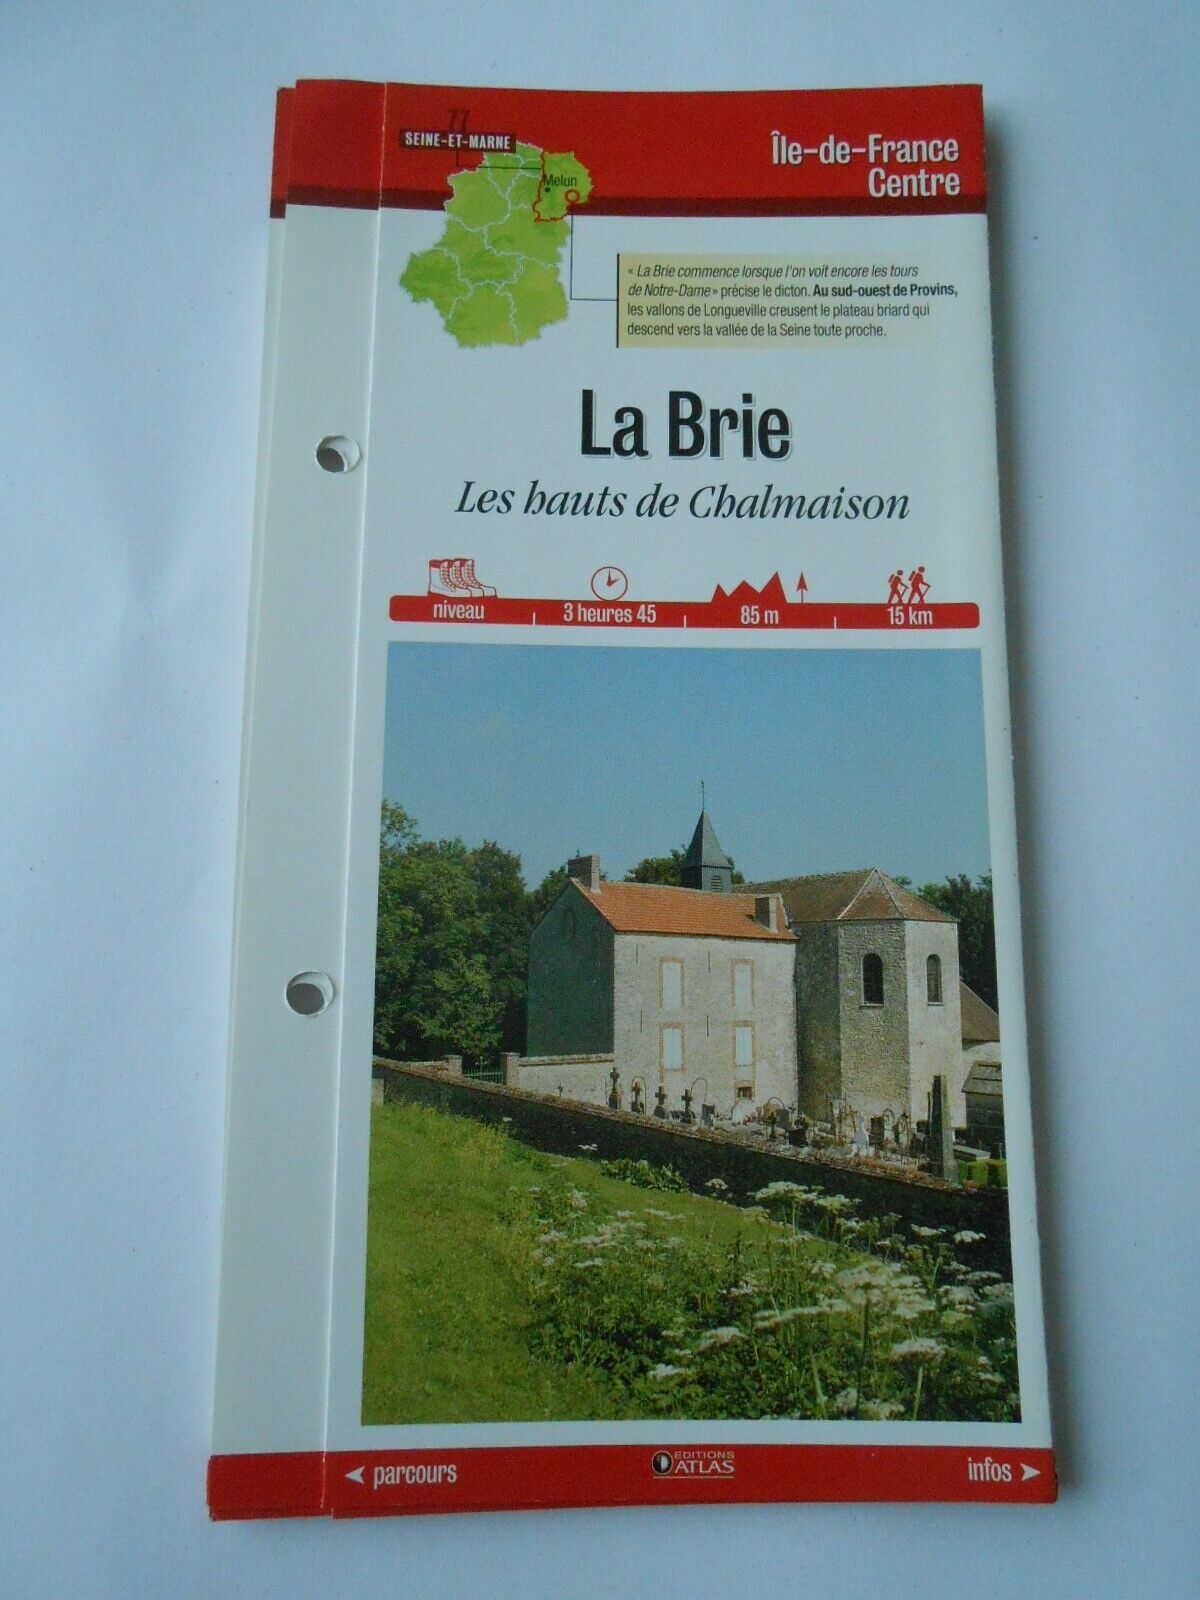 77
SEINE-ET-MARNE
Melun
Île-de-France
Centre
« La Brie commence lorsque l'on voit encore les tours
de Notre-Dame » précise le dicton. Au sud-ouest de Provins,
les vallons de Longueville creusent le plateau briard qui
descend vers la vallée de la Seine toute proche.
La Brie
Les hauts de Chalmaison
niveau
3 heures 45
85 m
15 km
parcours
EDITIONS
ATLAS
infos